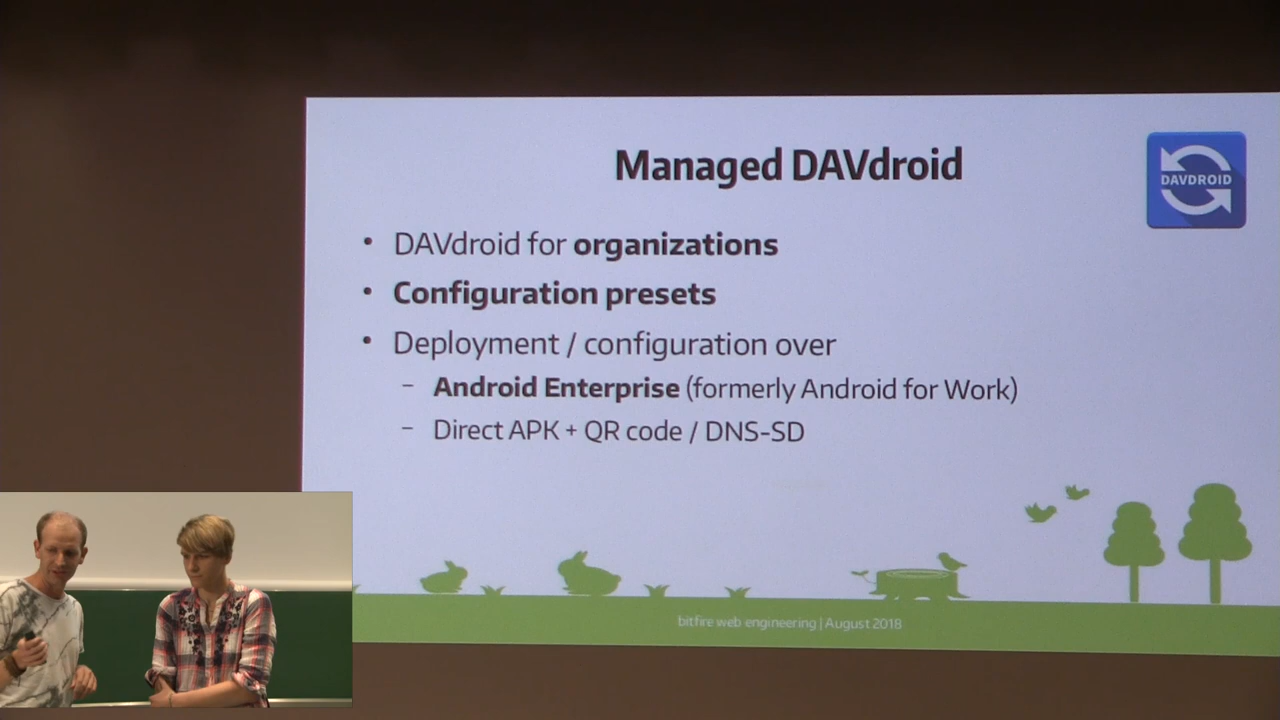 Managed DAVdroid
DAVDROID
• DAVdroid for organizations
• Configuration presets
• Deployment / configuration over
– Android Enterprise (formerly Android for Work)
– Direct APK + QR code / DNS-SD
bitfire web engineering | August 2018